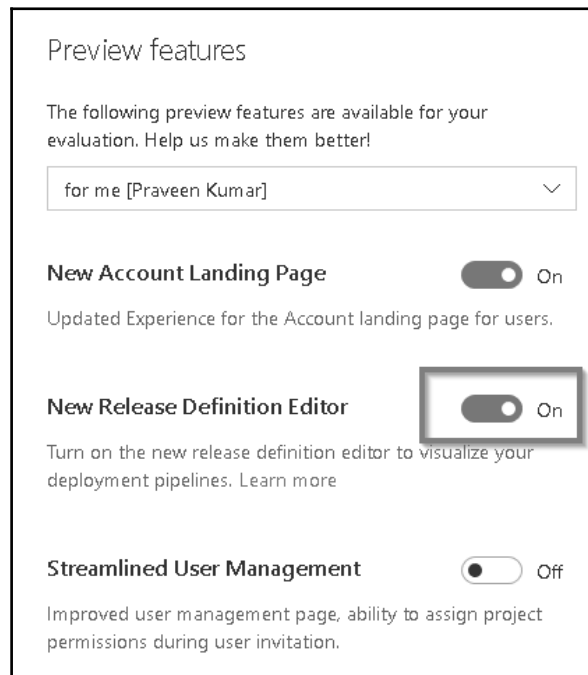 Preview features
The following preview features are available for your
evaluation. Help us make them better!
for me [Praveen Kumar]
New Account Landing Page
On
Updated Experience for the Account landing page for users.
New Release Definition Editor
On
Turn on the new release definition editor to visualize your
deployment pipelines. Learn more
Streamlined User Management
Off
Improved user management page, ability to assign project
permissions during user invitation.